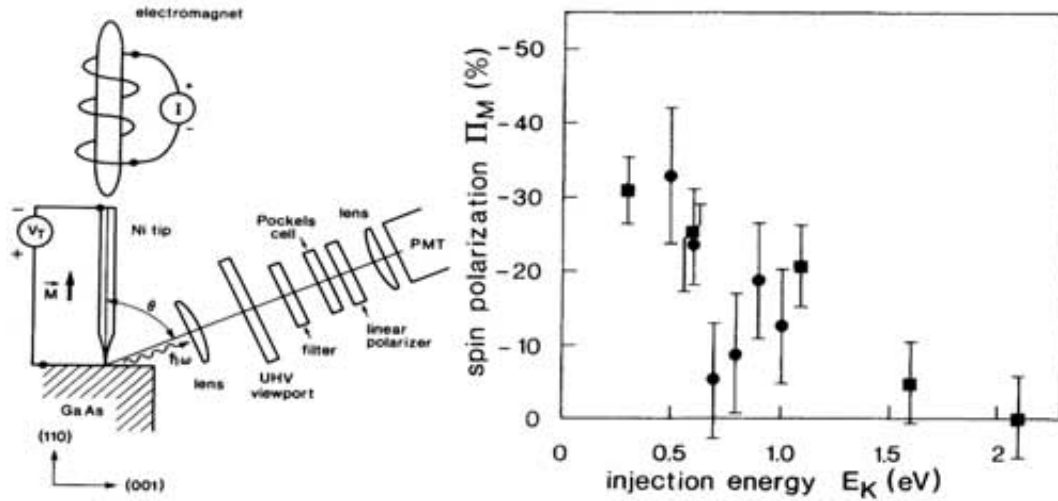 electromagnet
+
I
−
−
V_T
+
Ni tip
M
θ
ħω
lens
UHV
viewport
filter
Pockels
cell
linear
polarizer
lens
PMT
GaAs
(110)
(001)
spin polarization Π_M (%)
-50
-40
-30
-20
-10
0
0
0.5
1.0
1.5
2
injection energy E_K (eV)